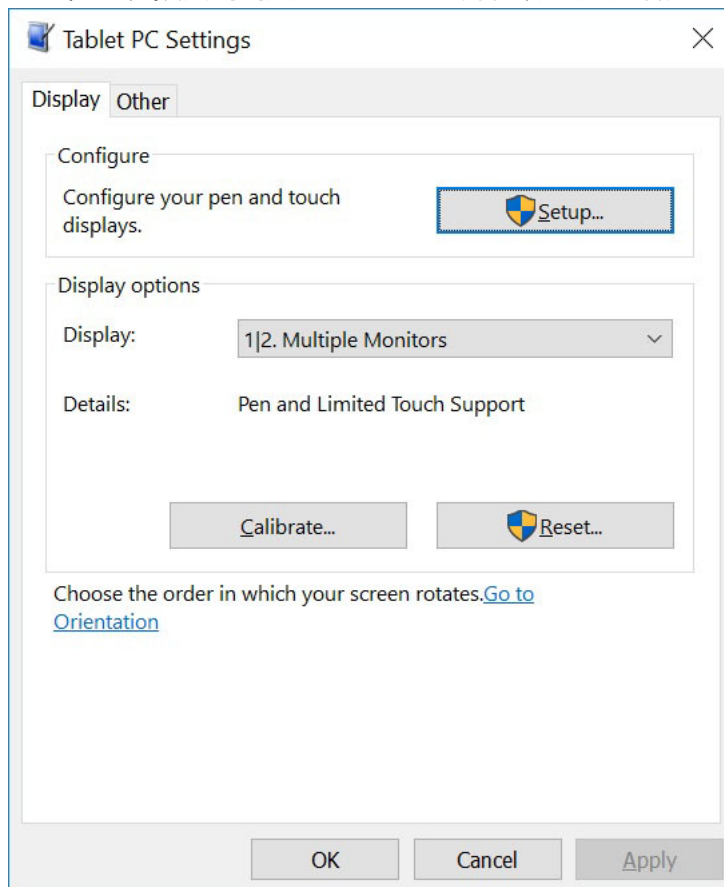 Tablet PC Settings
Display Other
Configure
Configure your pen and touch
displays.
Setup...
Display options
Display:
1|2. Multiple Monitors
Details:
Pen and Limited Touch Support
Calibrate...
Reset...
Choose the order in which your screen rotates.Go to
Orientation
OK
Cancel
Apply